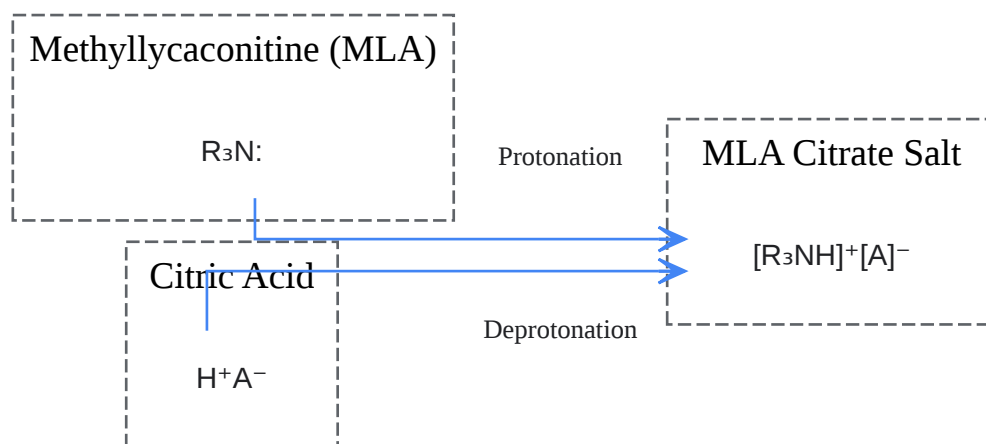 Methyllycaconitine (MLA)
R₃N:
Protonation
MLA Citrate Salt
[R₃NH]⁺[A]⁻
Citric Acid
Deprotonation
H⁺A⁻